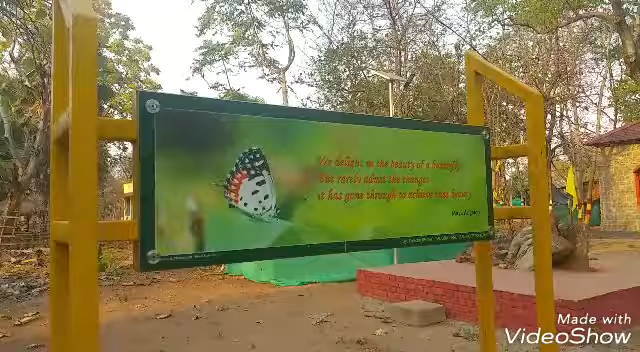 We delight in the beauty of a butterfly,
but rarely admit the changes
it has gone through to achieve that beauty
Made with
VideoShow